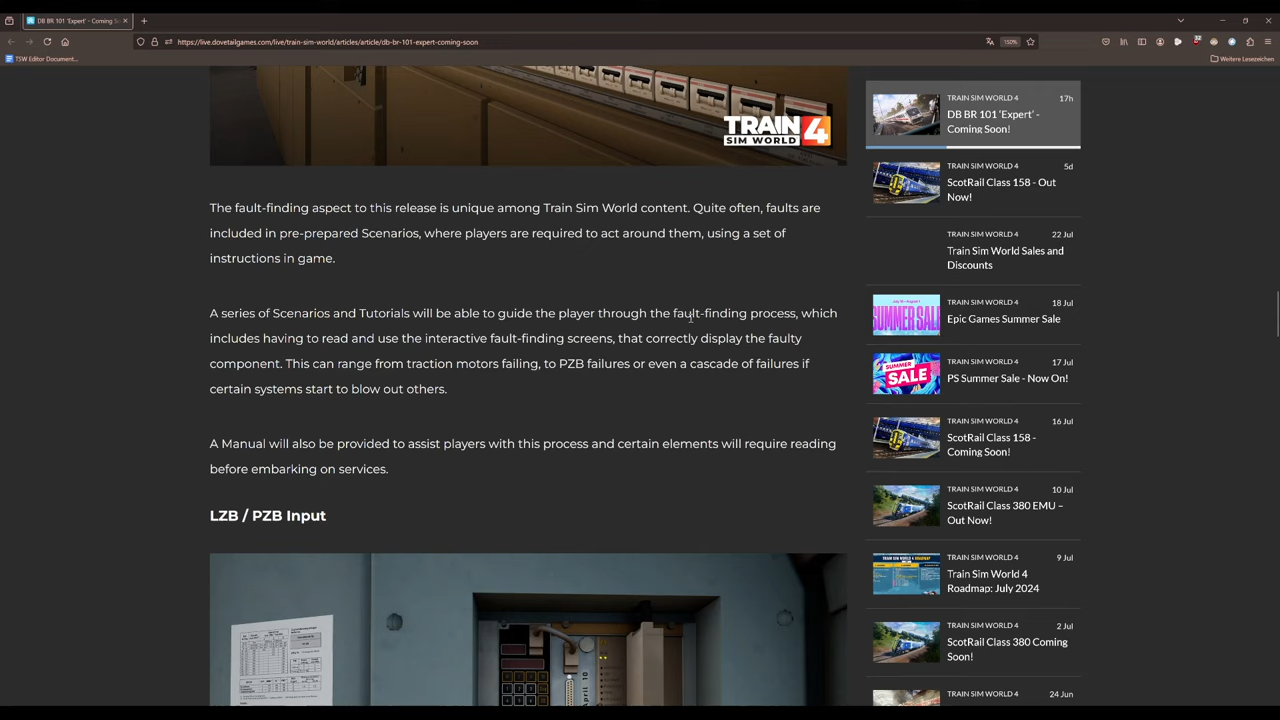 DB BR 101 'Expert' - Coming S
https://live.dovetailgames.com/live/train-sim-world/articles/article/db-br-101-expert-coming-soon
150%
TSW Editor Document...
Weitere Lesezeichen
TRAIN
SIM WORLD
4
The fault-finding aspect to this release is unique among Train Sim World content. Quite often, faults are
included in pre-prepared Scenarios, where players are required to act around them, using a set of
instructions in game.
A series of Scenarios and Tutorials will be able to guide the player through the fault-finding process, which
includes having to read and use the interactive fault-finding screens, that correctly display the faulty
component. This can range from traction motors failing, to PZB failures or even a cascade of failures if
certain systems start to blow out others.
A Manual will also be provided to assist players with this process and certain elements will require reading
before embarking on services.
LZB / PZB Input
April 10
TRAIN SIM WORLD 4 17h
DB BR 101 'Expert' -
Coming Soon!
TRAIN SIM WORLD 4 5d
ScotRail Class 158 - Out
Now!
TRAIN SIM WORLD 4 22 Jul
Train Sim World Sales and
Discounts
TRAIN SIM WORLD 4 18 Jul
Epic Games Summer Sale
SUMMER SALE
TRAIN SIM WORLD 4 17 Jul
PS Summer Sale - Now On!
SUMMER
SALE
TRAIN SIM WORLD 4 16 Jul
ScotRail Class 158 -
Coming Soon!
TRAIN SIM WORLD 4 10 Jul
ScotRail Class 380 EMU –
Out Now!
TRAIN SIM WORLD 4 9 Jul
Train Sim World 4
Roadmap: July 2024
TRAIN SIM WORLD 4 2 Jul
ScotRail Class 380 Coming
Soon!
TRAIN SIM WORLD 4 24 Jun